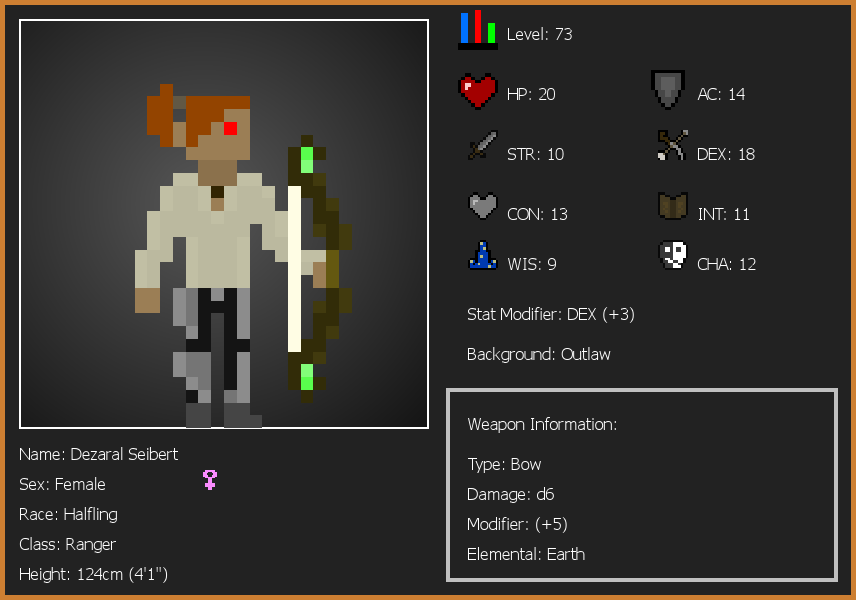 Level: 73
HP: 20
AC: 14
STR: 10
DEX: 18
CON: 13
INT: 11
WIS: 9
CHA: 12
Stat Modifier: DEX (+3)
Background: Outlaw
Weapon Information:
Type: Bow
Damage: d6
Modifier: (+5)
Elemental: Earth
Name: Dezaral Seibert
Sex: Female
Race: Halfling
Class: Ranger
Height: 124cm (4'1")